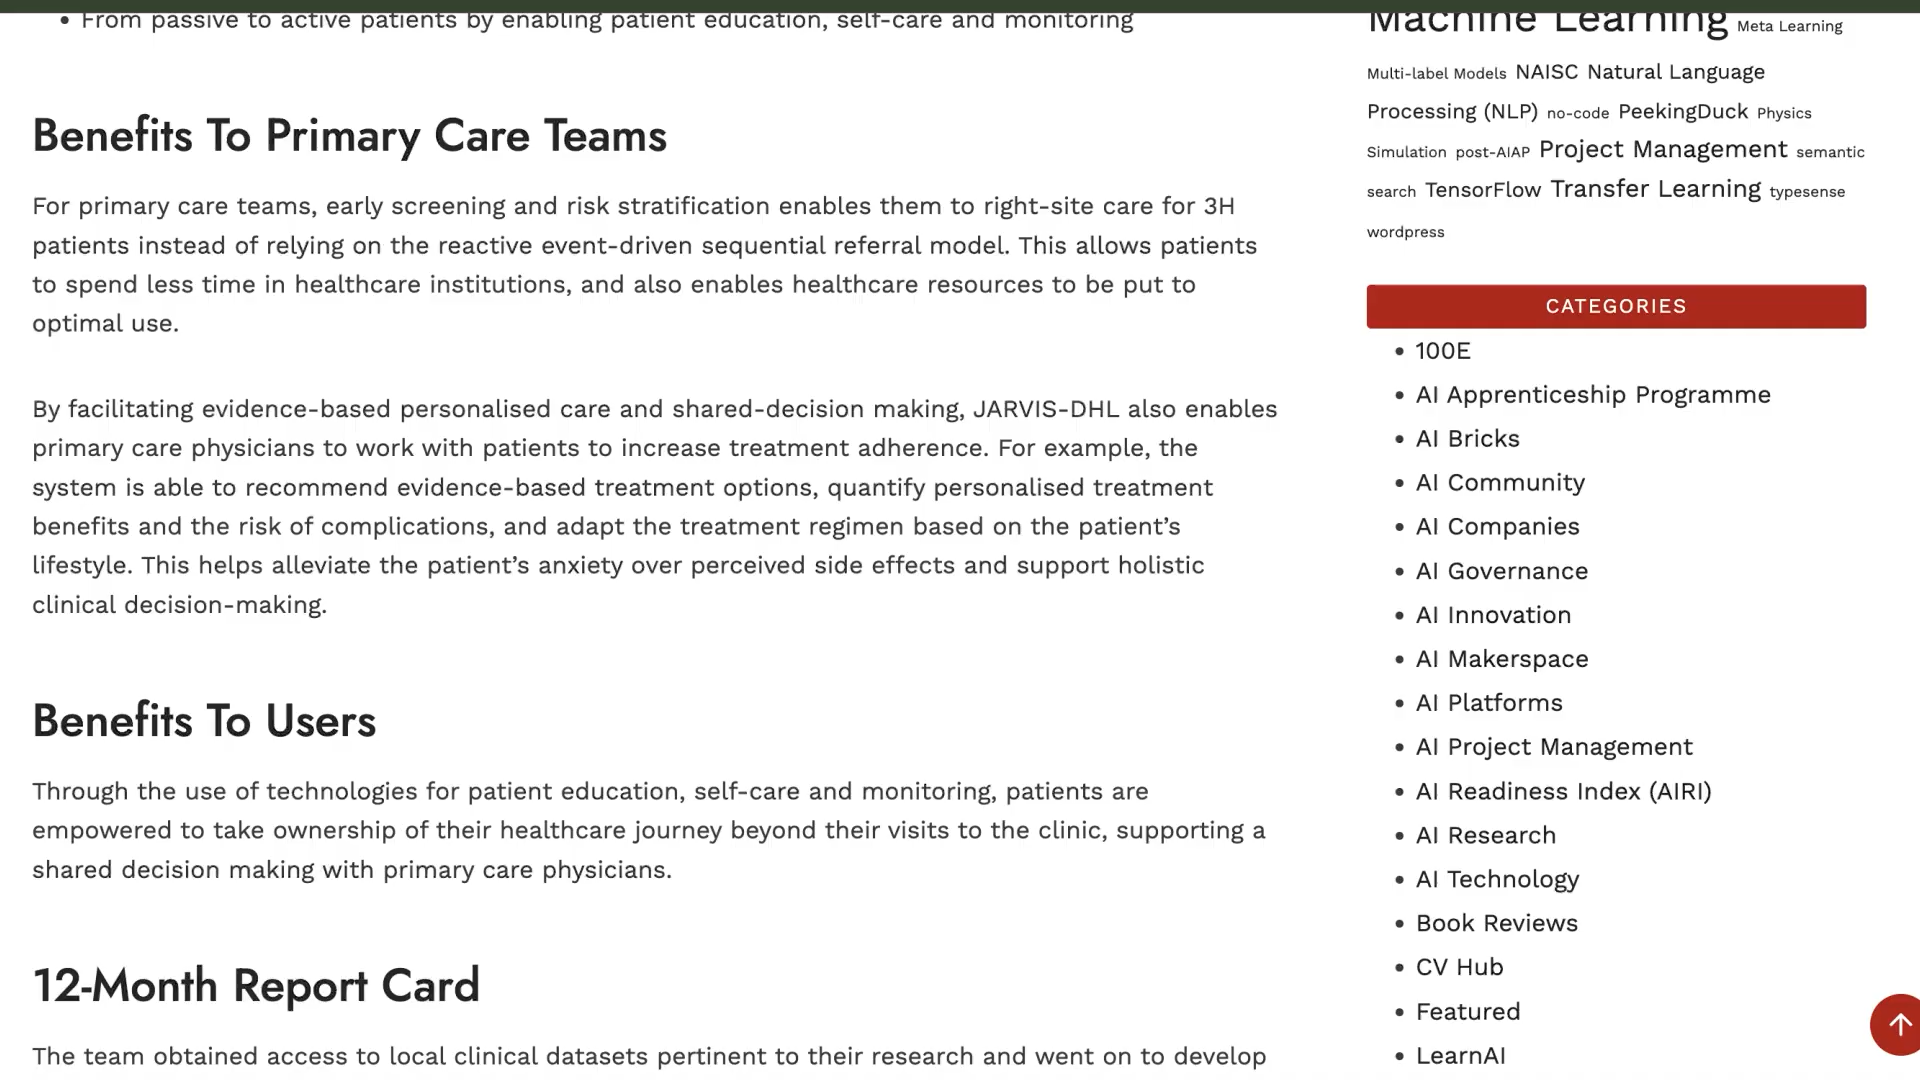 From passive to active patients by enabling patient education, self-care and monitoring
Benefits To Primary Care Teams
For primary care teams, early screening and risk stratification enables them to right-site care for 3H
patients instead of relying on the reactive event-driven sequential referral model. This allows patients
to spend less time in healthcare institutions, and also enables healthcare resources to be put to
optimal use.
By facilitating evidence-based personalised care and shared-decision making, JARVIS-DHL also enables
primary care physicians to work with patients to increase treatment adherence. For example, the
system is able to recommend evidence-based treatment options, quantify personalised treatment
benefits and the risk of complications, and adapt the treatment regimen based on the patient’s
lifestyle. This helps alleviate the patient’s anxiety over perceived side effects and support holistic
clinical decision-making.
Benefits To Users
Through the use of technologies for patient education, self-care and monitoring, patients are
empowered to take ownership of their healthcare journey beyond their visits to the clinic, supporting a
shared decision making with primary care physicians.
12-Month Report Card
The team obtained access to local clinical datasets pertinent to their research and went on to develop
Machine Learning Meta Learning
Multi-label Models NAISC Natural Language
Processing (NLP) no-code PeekingDuck Physics
Simulation post-AIAP Project Management semantic
search TensorFlow Transfer Learning typesense
wordpress
CATEGORIES
100E
AI Apprenticeship Programme
AI Bricks
AI Community
AI Companies
AI Governance
AI Innovation
AI Makerspace
AI Platforms
AI Project Management
AI Readiness Index (AIRI)
AI Research
AI Technology
Book Reviews
CV Hub
Featured
LearnAI